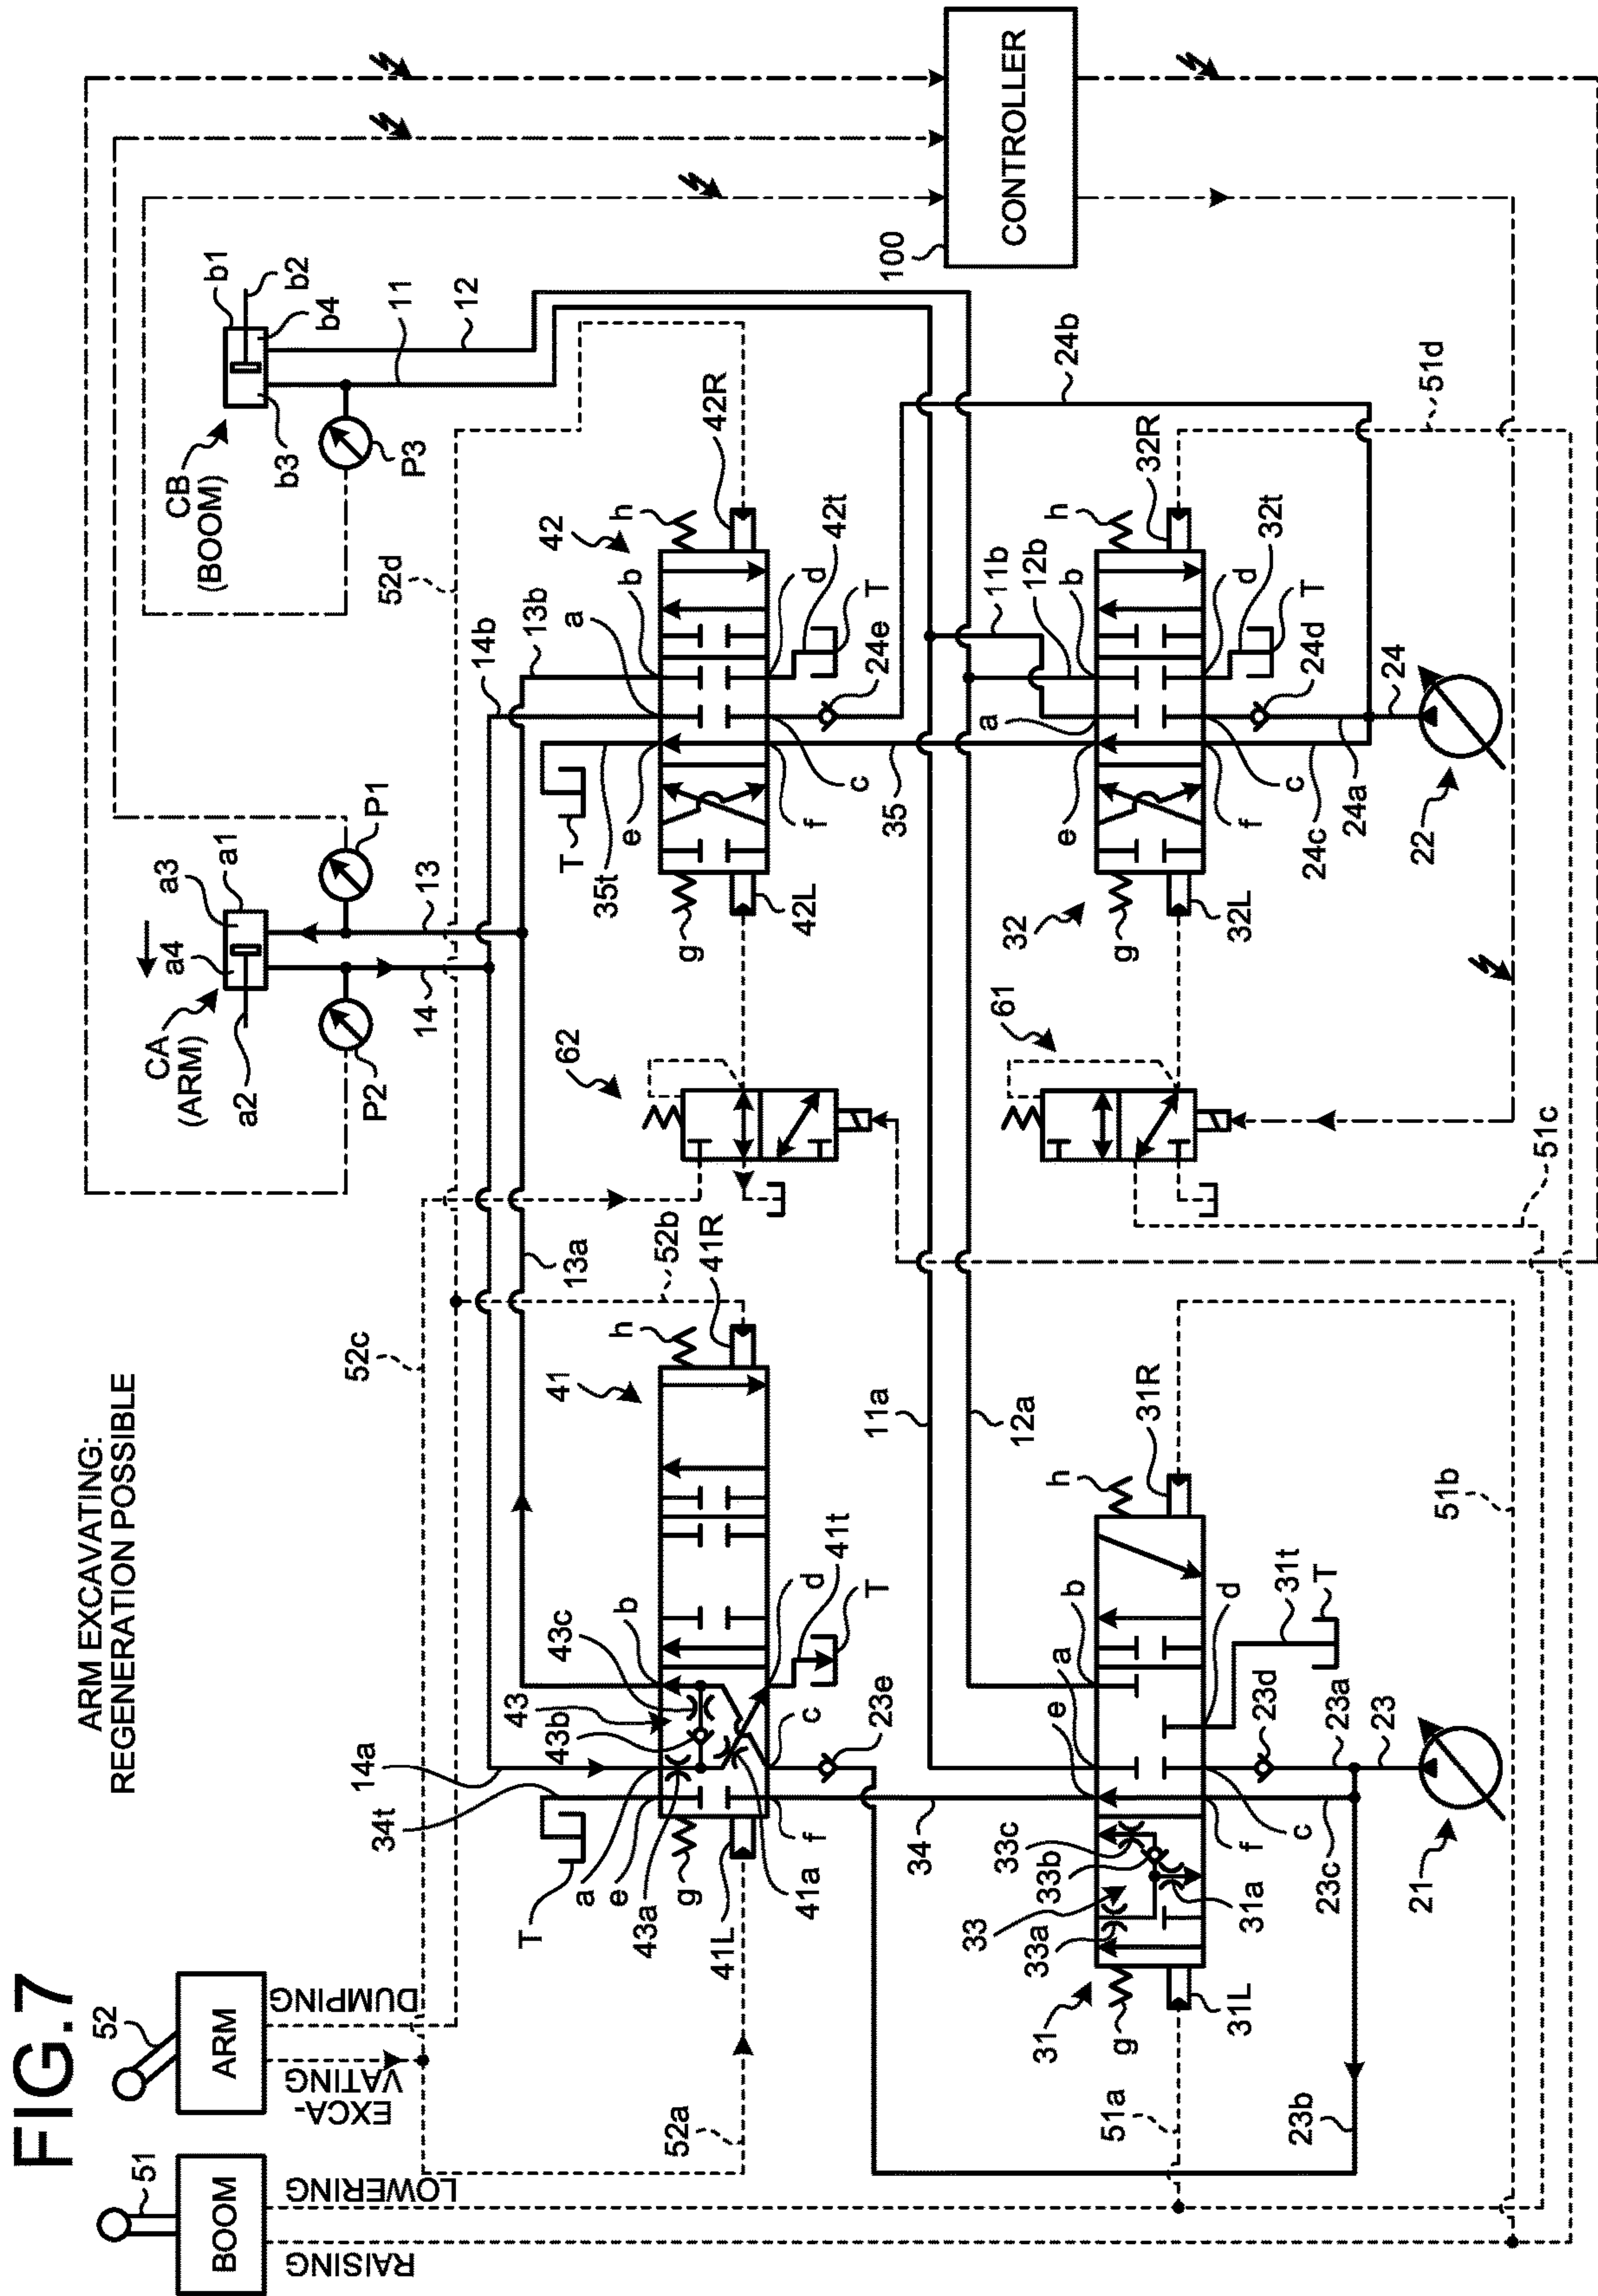 FIG.7
ARM EXCAVATING:
REGENERATION POSSIBLE
51
BOOM
RAISING
LOWERING
52
ARM
EXCA-
VATING
DUMPING
CA
(ARM)
a1
a2
a3
a4
P1
P2
13
14
CB
(BOOM)
b1
b2
b3
b4
P3
11
12
34t
14a
13a
52c
52d
14b
13b
T
a
e
43a
43b
43
43c
b
41
h
41R
52b
g
41L
41a
f
c
d
41t
T
23e
52a
62
T
35t
e
a
b
42
h
42R
g
42L
f
c
d
42t
T
24e
34
11a
12a
35
11b
12b
24b
100
CONTROLLER
31
g
31L
33
33a
33b
33c
31a
e
a
b
h
31R
f
c
d
31t
T
23d
23a
23
23c
21
23b
51a
51b
51c
61
32
g
32L
e
a
b
h
32R
f
c
d
32t
T
24d
24
24a
24c
22
51d